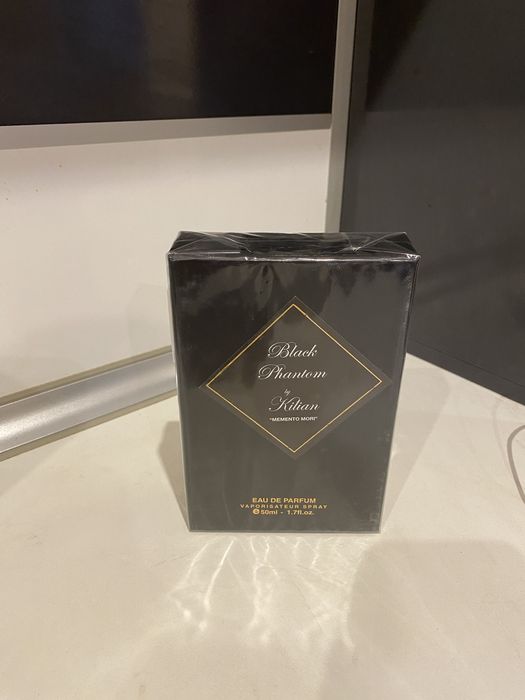 Black
Phantom
by
Kilian
"MEMENTO MORI"
EAU DE PARFUM
VAPORISATEUR SPRAY
℮50ml - 1.7fl.oz.